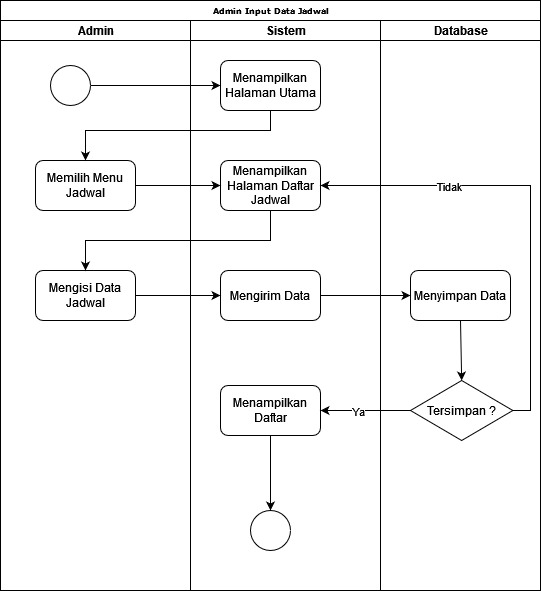 Admin Input Data Jadwal
Admin
Sistem
Database
Menampilkan
Halaman Utama
Memilih Menu
Jadwal
Menampilkan
Halaman Daftar
Jadwal
Tidak
Mengisi Data
Jadwal
Mengirim Data
Menyimpan Data
Menampilkan
Daftar
Ya
Tersimpan ?